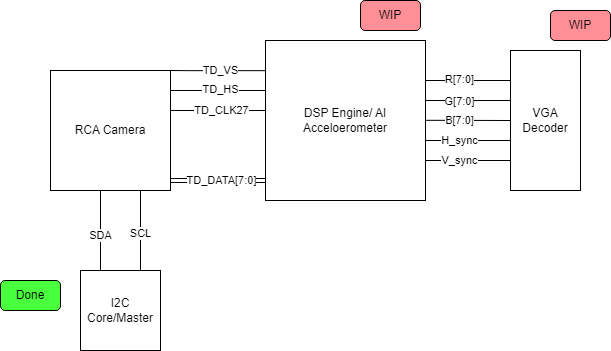 WIP
WIP
TD_VS
TD_HS
TD_CLK27
TD_DATA[7:0]
RCA Camera
DSP Engine/ AI
Acceloerometer
R[7:0]
G[7:0]
B[7:0]
H_sync
V_sync
VGA
Decoder
SDA
SCL
Done
I2C
Core/Master